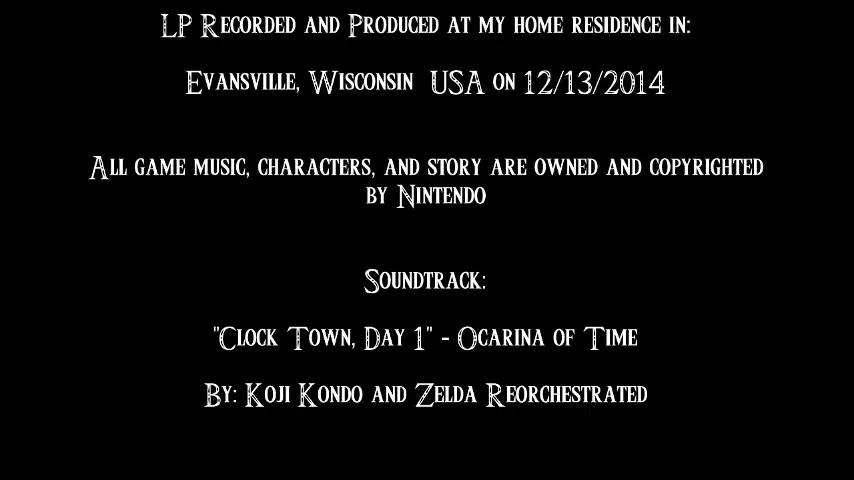 LP Recorded and Produced at my home residence in:
Evansville, Wisconsin USA on 12/13/2014
All game music, characters, and story are owned and copyrighted
by Nintendo
Soundtrack:
"Clock Town, Day 1" - Ocarina of Time
By: Koji Kondo and Zelda Reorchestrated